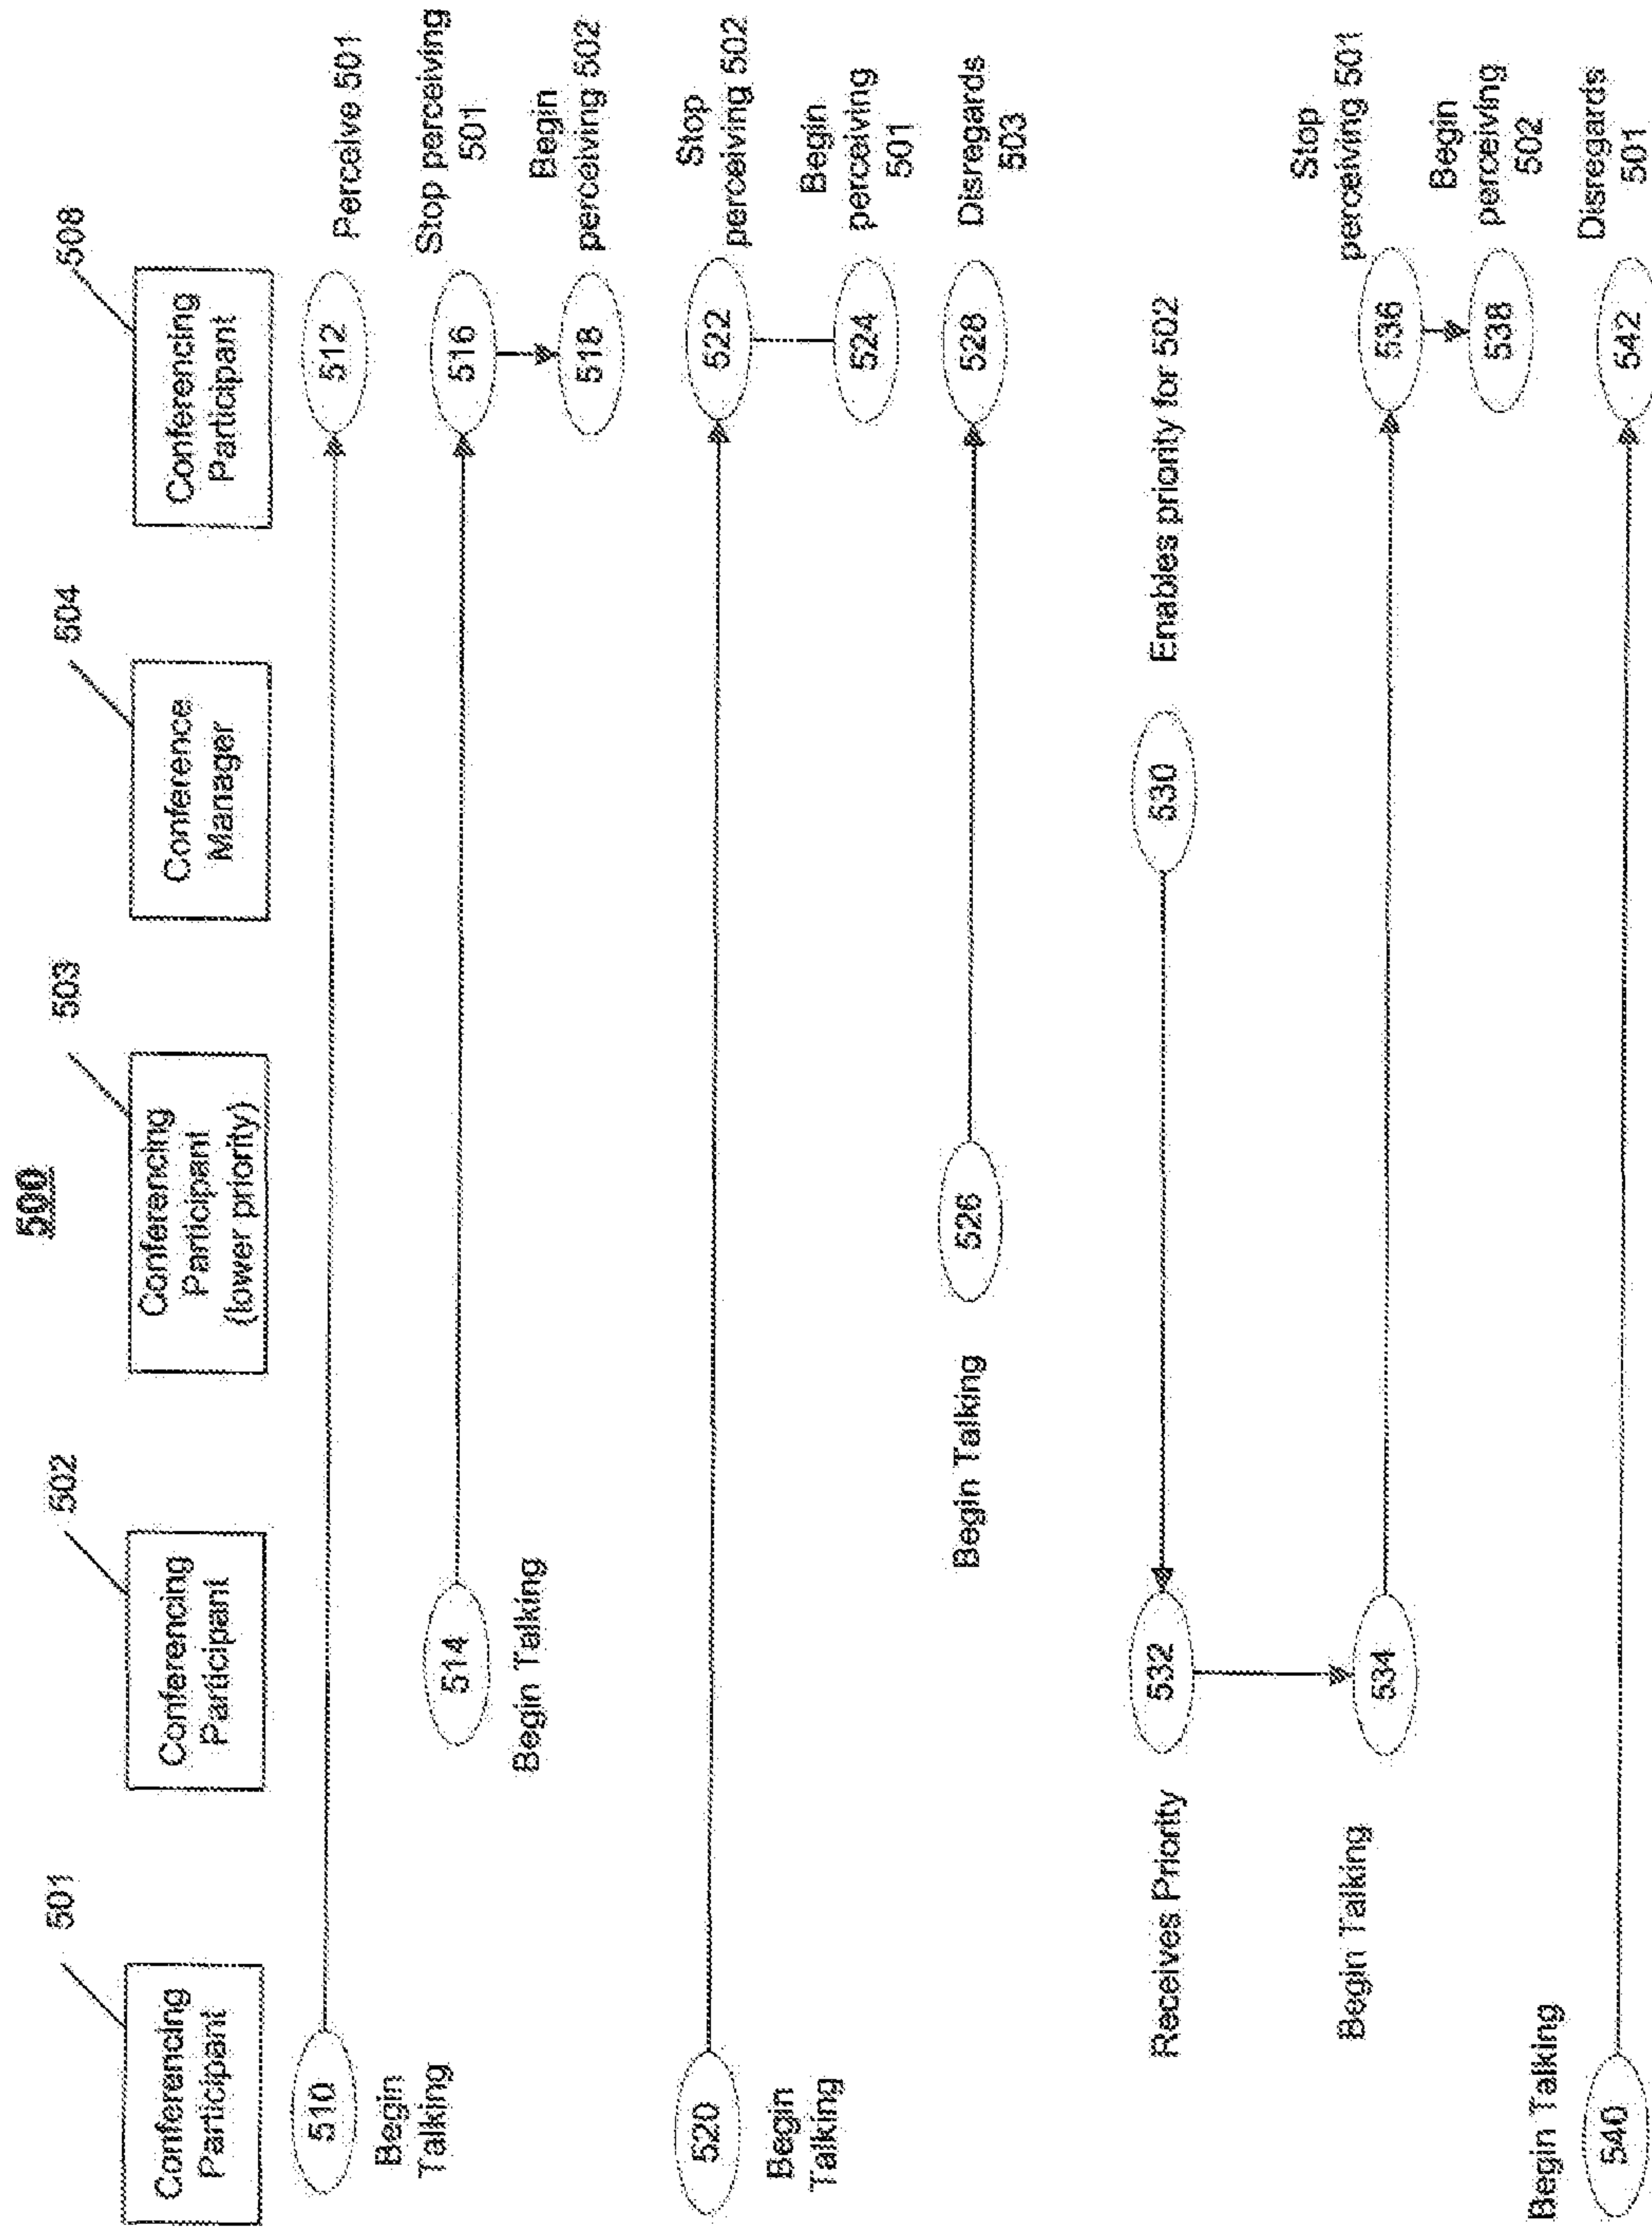 500
501
502
503
504
508
Conferencing
Participant
Conferencing
Participant
Conferencing
Participant
(lower priority)
Conference
Manager
Conferencing
Participant
510
Begin
Talking
512
Perceive 501
514
Begin Talking
516
Stop perceiving
501
518
Begin
perceiving 502
520
Begin
Talking
522
Stop
perceiving 502
524
Begin
perceiving
501
Begin Talking
526
528
Disregards
503
530
Enables priority for 502
Receives Priority
532
Begin Talking
534
536
Stop
perceiving 501
538
Begin
perceiving
502
Begin Talking
540
542
Disregards
501